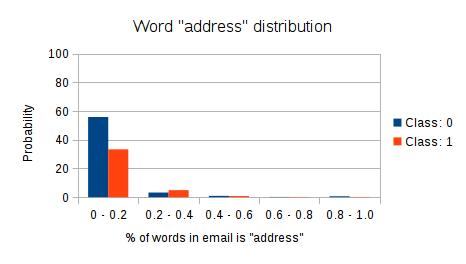 Word "address" distribution
100
80
60
40
20
0
Probability
0 - 0.2 0.2 - 0.4 0.4 - 0.6 0.6 - 0.8 0.8 - 1.0
% of words in email is "address"
Class: 0
Class: 1